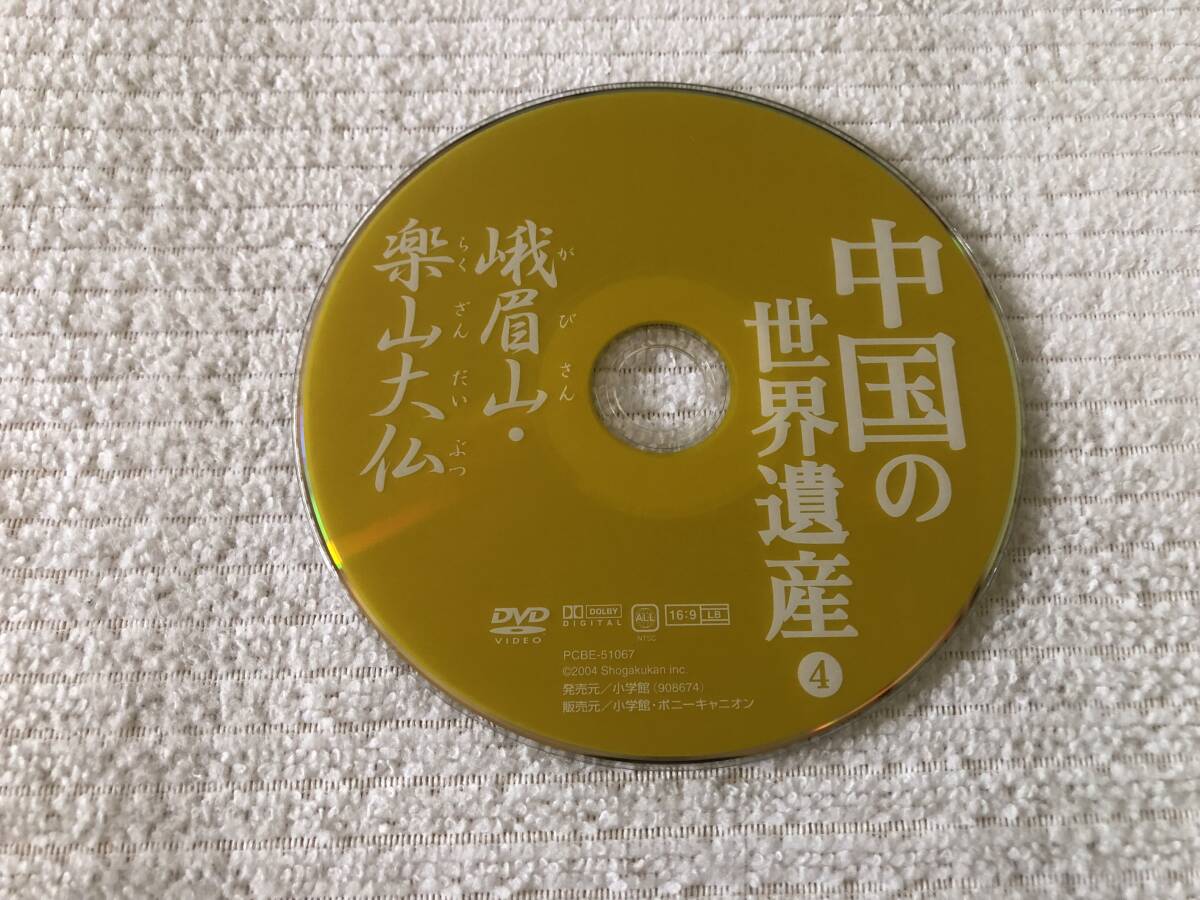 中国の
世界遺産
4
峨眉山・
がびさん
楽山大仏
らくざんだいぶつ
DVD
VIDEO
DOLBY
DIGITAL
ALL
NTSC
16:9 LB
PCBE-51067
©2004 Shogakukan inc.
発売元／小学館(908674)
販売元／小学館・ポニーキャニオン